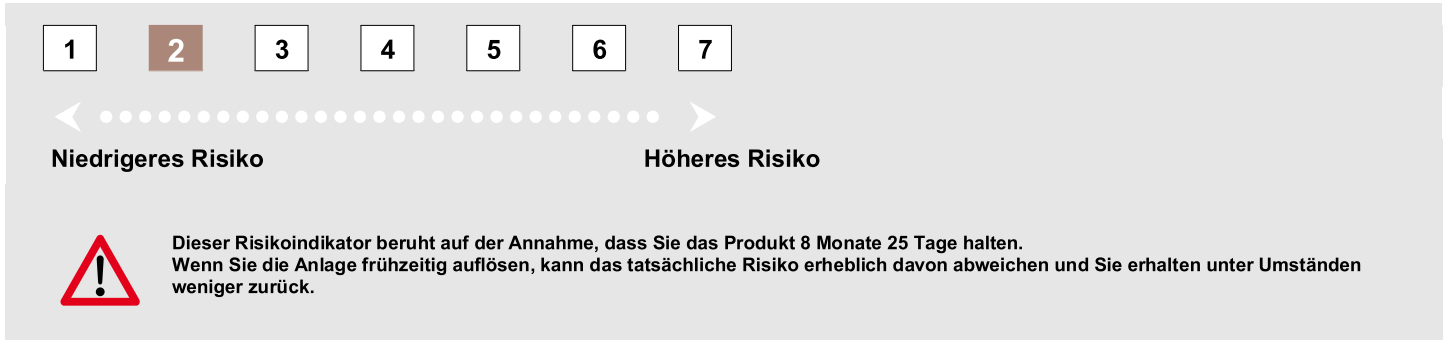 1 2 3 4 5 6 7
Niedrigeres Risiko Höheres Risiko
Dieser Risikoindikator beruht auf der Annahme, dass Sie das Produkt 8 Monate 25 Tage halten.
Wenn Sie die Anlage frühzeitig auflösen, kann das tatsächliche Risiko erheblich davon abweichen und Sie erhalten unter Umständen
weniger zurück.